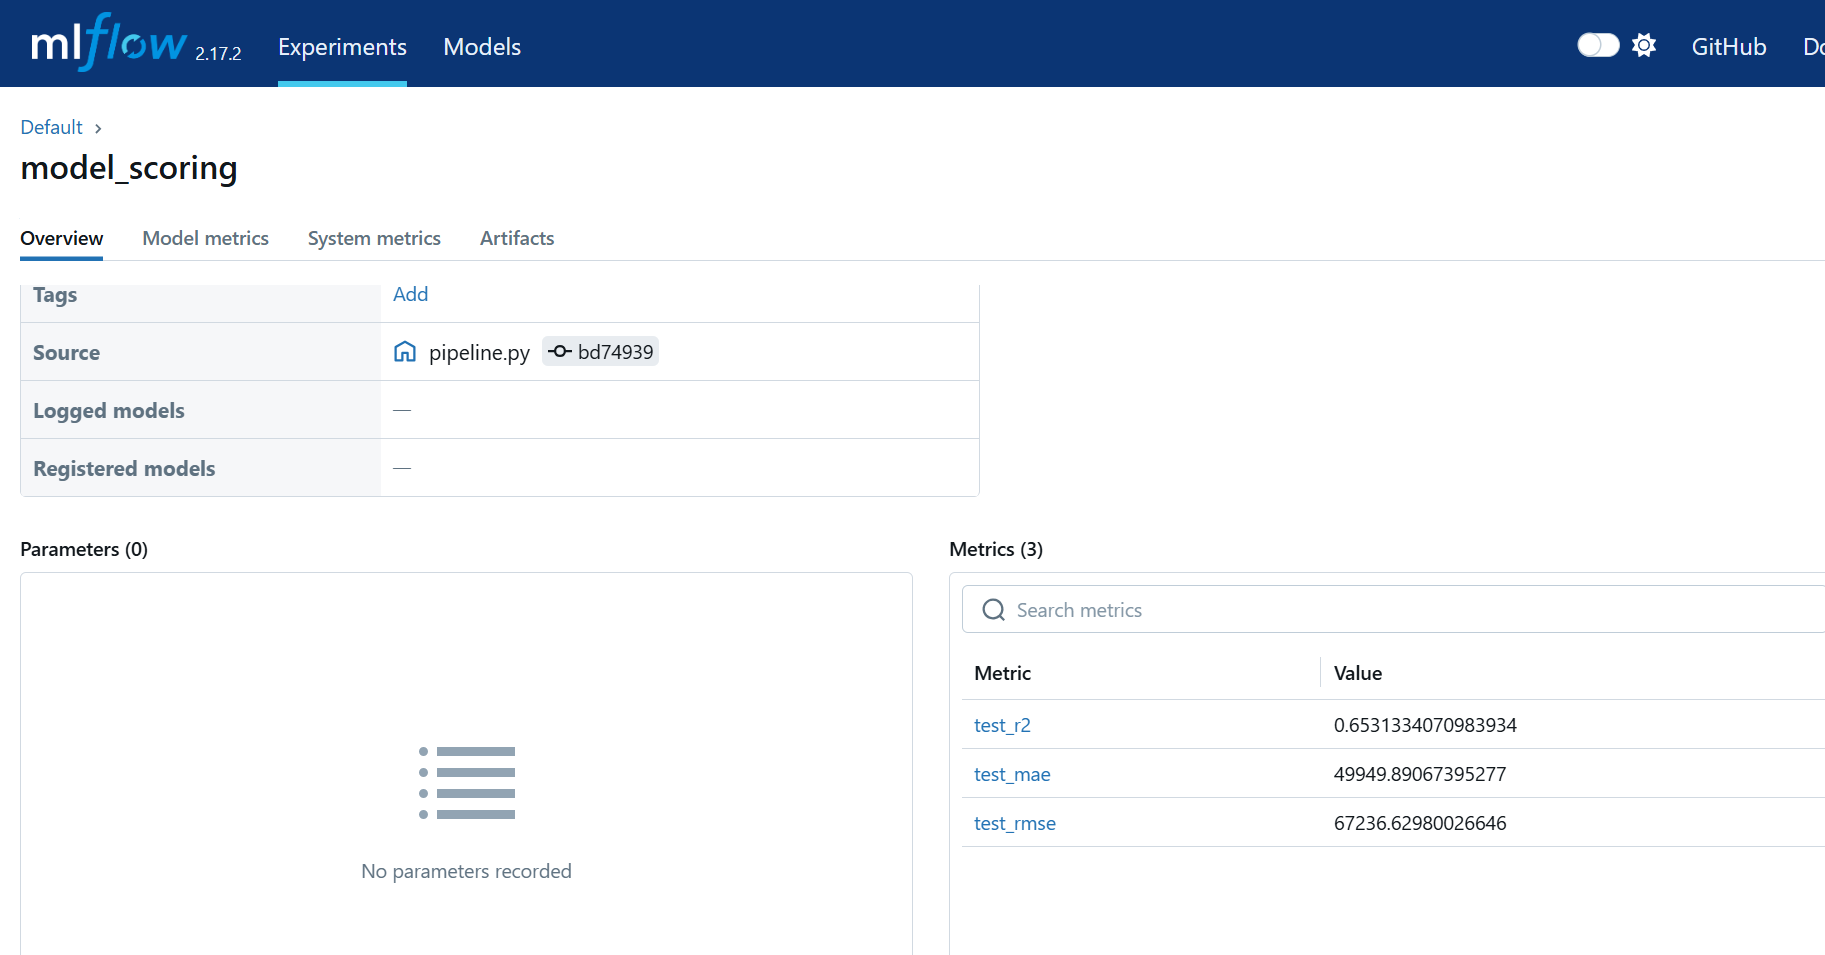 mlflow 2.17.2 Experiments Models GitHub
Default
model_scoring
Overview Model metrics System metrics Artifacts
Tags Add
Source pipeline.py bd74939
Logged models —
Registered models —
Parameters (0)
No parameters recorded
Metrics (3)
Search metrics
Metric Value
test_r2 0.6531334070983934
test_mae 49949.89067395277
test_rmse 67236.62980026646